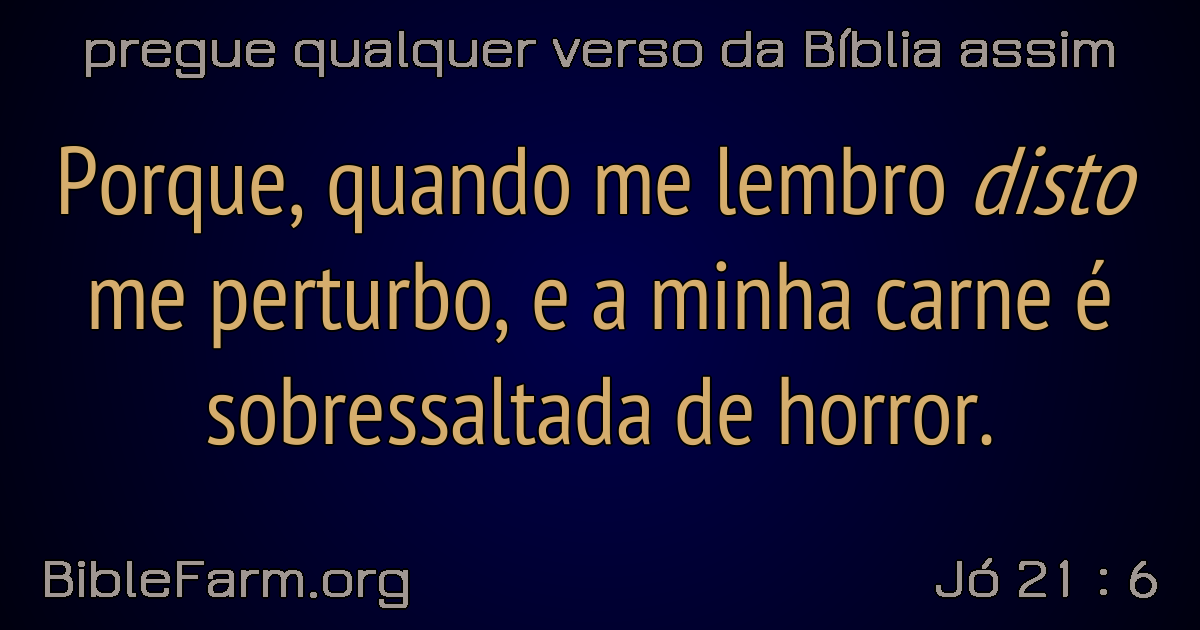 pregue qualquer verso da Bíblia assim
Porque, quando me lembro disto
me perturbo, e a minha carne é
sobressaltada de horror.
BibleFarm.org
Jó 21 : 6